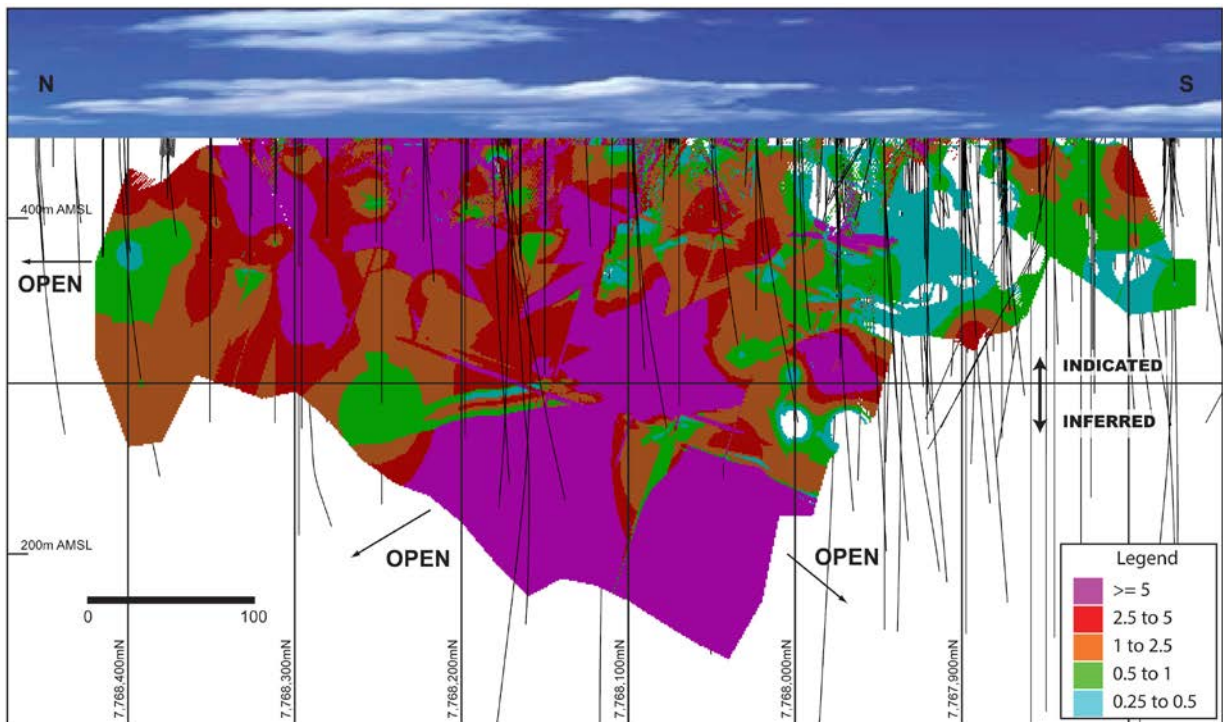 N
S
400m AMSL
OPEN
INDICATED
INFERRED
200m AMSL
OPEN
OPEN
0
100
7,768,400mN
7,768,300mN
7,768,200mN
7,768,100mN
7,768,000mN
7,767,900mN
Legend
>= 5
2.5 to 5
1 to 2.5
0.5 to 1
0.25 to 0.5